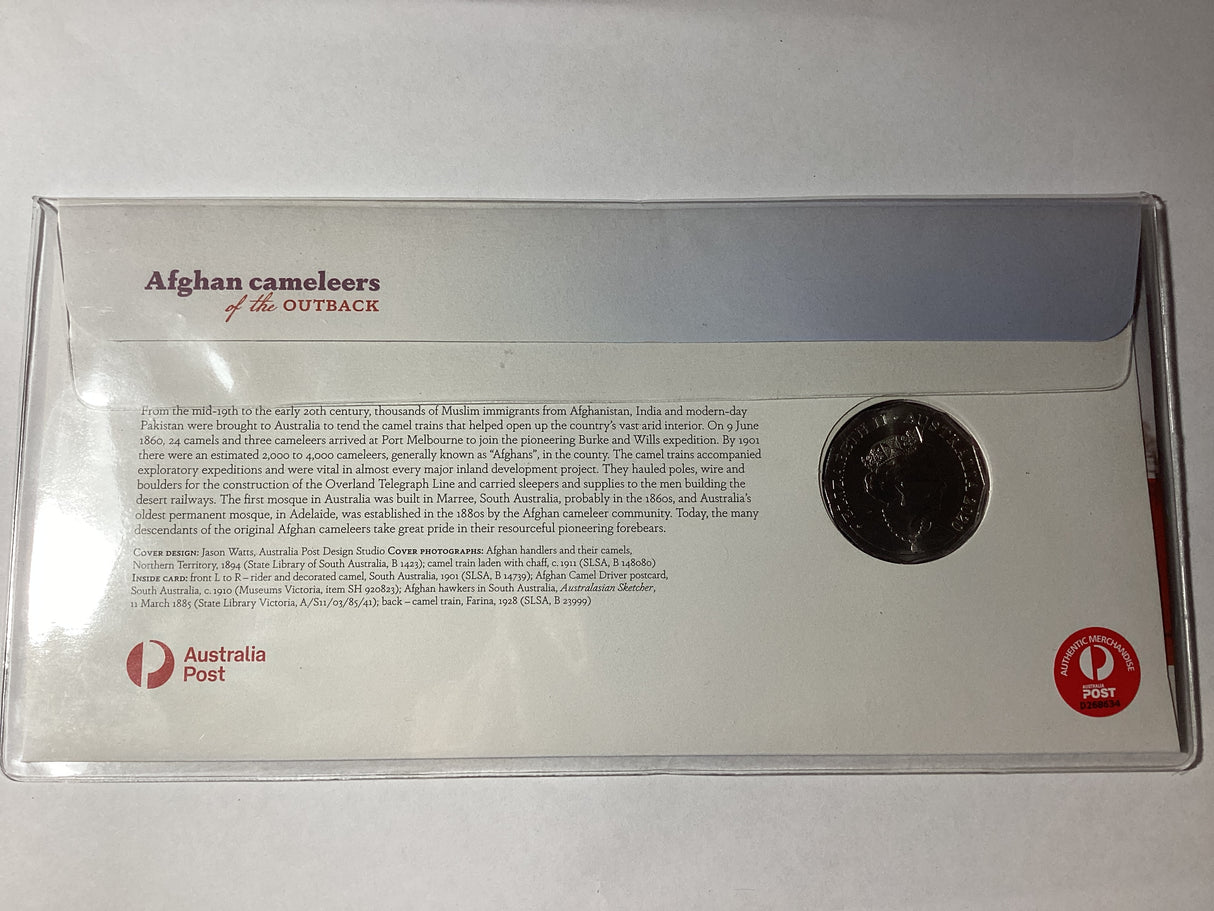 Afghan cameleers
of the OUTBACK
From the mid-19th to the early 20th century, thousands of Muslim immigrants from Afghanistan, India and modern-day
Pakistan were brought to Australia to tend the camel trains that helped open up the country's vast arid interior. On 9 June
1860, 24 camels and three cameleers arrived at Port Melbourne to join the pioneering Burke and Wills expedition. By 1901
there were an estimated 2,000 to 4,000 cameleers, generally known as "Afghans", in the county. The camel trains accompanied
exploratory expeditions and were vital in almost every major inland development project. They hauled poles, wire and
boulders for the construction of the Overland Telegraph Line and carried sleepers and supplies to the men building the
desert railways. The first mosque in Australia was built in Marree, South Australia, probably in the 1860s, and Australia's
oldest permanent mosque, in Adelaide, was established in the 1880s by the Afghan cameleer community. Today, the many
descendants of the original Afghan cameleers take great pride in their resourceful pioneering forbears.
COVER DESIGN: Jason Watts, Australia Post Design Studio COVER PHOTOGRAPHS: Afghan handlers and their camels,
Northern Territory, 1894 (State Library of South Australia, B 1423); camel train laden with chaff, c. 1911 (SLSA, B 148080)
INSIDE CARD: front L to R – rider and decorated camel, South Australia, 1901 (SLSA, B 14739); Afghan Camel Driver postcard,
South Australia, c. 1910 (Museums Victoria, item SH 920823); Afghan hawkers in South Australia, Australasian Sketcher,
11 March 1885 (State Library Victoria, A/S11/03/85/41); back – camel train, Farina, 1928 (SLSA, B 23999)
ELIZABETH II AUSTRALIA 2020
Australia
Post
AUTHENTIC MERCHANDISE
AUSTRALIA
POST
D268634